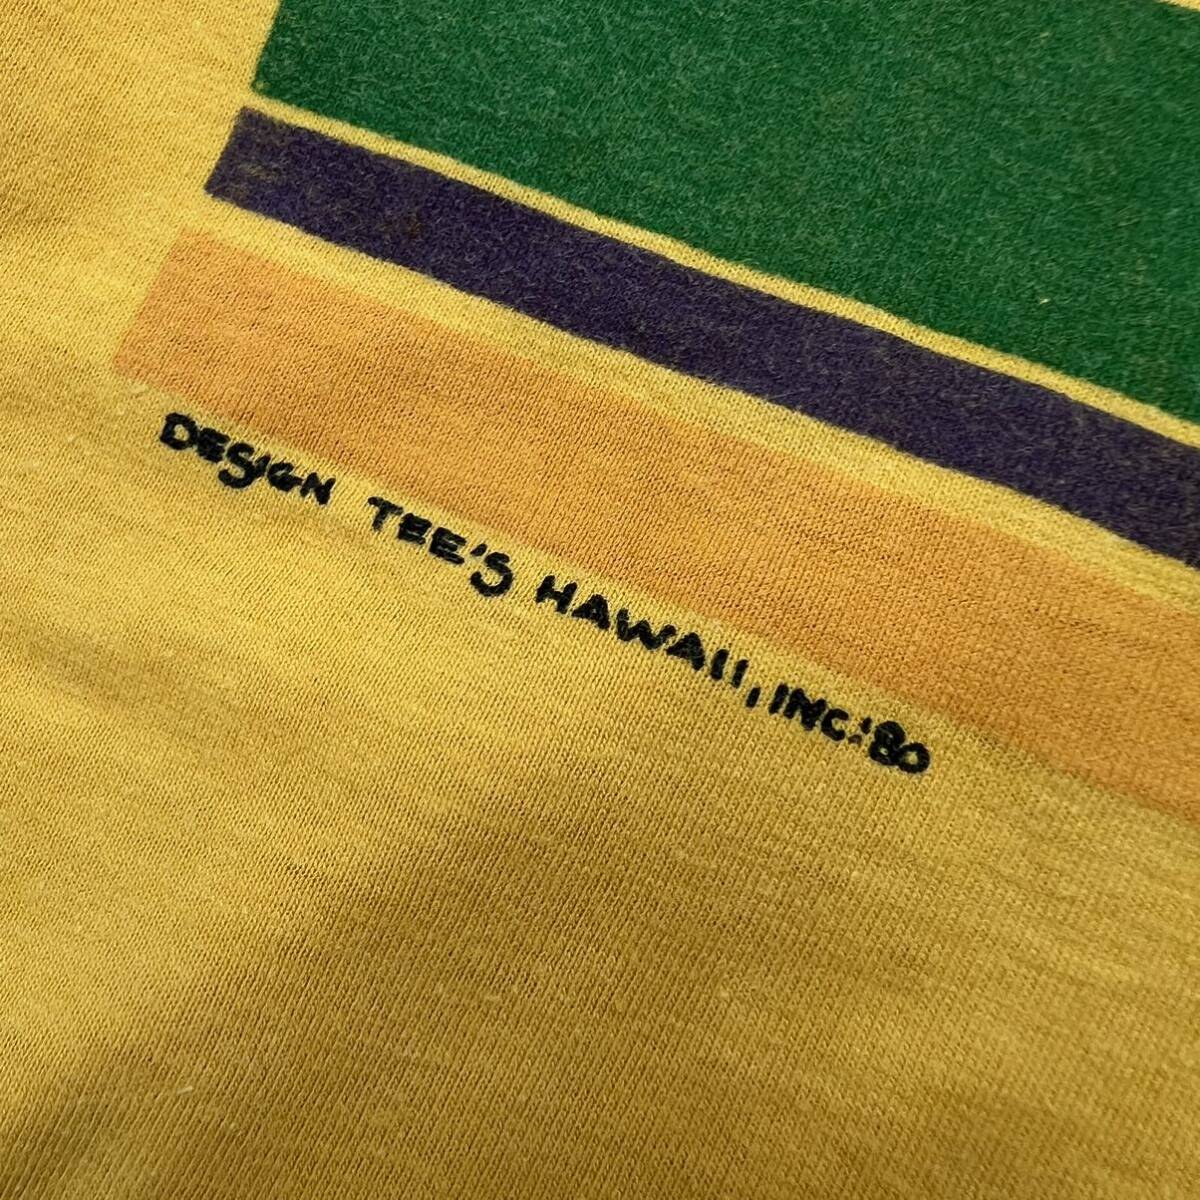 DESIGN TEE'S HAWAII, INC.'80